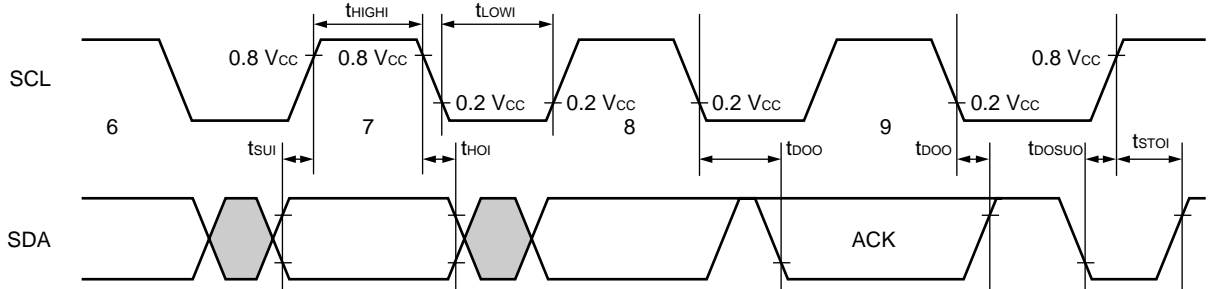 tHIGHI tLOWI
0.8 VCC 0.8 VCC 0.8 VCC
SCL
0.2 VCC 0.2 VCC 0.2 VCC 0.2 VCC
6 7 8 9
tSUI tHOI tDOO tDOO tDOSUO tSTOI
SDA ACK